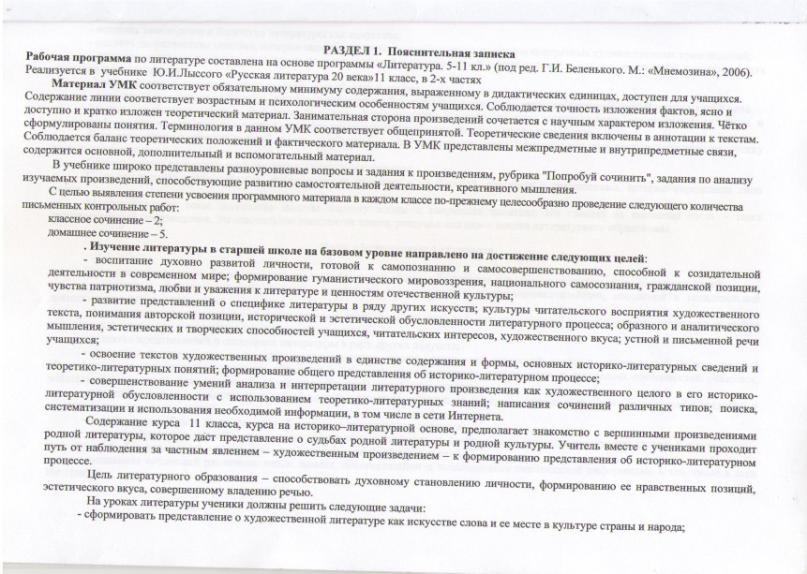 РАЗДЕЛ 1. Пояснительная записка
Рабочая программа по литературе составлена на основе программы «Литература. 5-11 кл.» (под ред. Г.И. Беленького. М.: «Мнемозина», 2006).
Реализуется в учебнике Ю.И.Лыссого «Русская литература 20 века»11 класс, в 2-х частях
Материал УМК соответствует обязательному минимуму содержания, выраженному в дидактических единицах, доступен для учащихся.
Содержание линии соответствует возрастным и психологическим особенностям учащихся. Соблюдается точность изложения фактов, ясно и
доступно и кратко изложен теоретический материал. Занимательная сторона произведений сочетается с научным характером изложения. Чётко
сформулированы понятия. Терминология в данном УМК соответствует общепринятой. Теоретические сведения включены в аннотации к текстам.
Соблюдается баланс теоретических положений и фактического материала. В УМК представлены межпредметные и внутрипредметные связи,
содержится основной, дополнительный и вспомогательный материал.
В учебнике широко представлены разноуровневые вопросы и задания к произведениям, рубрика "Попробуй сочинить", задания по анализу
изучаемых произведений, способствующие развитию самостоятельной деятельности, креативного мышления.
С целью выявления степени усвоения программного материала в каждом классе по-прежнему целесообразно проведение следующего количества
письменных контрольных работ:
классное сочинение – 2;
домашнее сочинение – 5.
. Изучение литературы в старшей школе на базовом уровне направлено на достижение следующих целей:
- воспитание духовно развитой личности, готовой к самопознанию и самосовершенствованию, способной к созидательной
деятельности в современном мире; формирование гуманистического мировоззрения, национального самосознания, гражданской позиции,
чувства патриотизма, любви и уважения к литературе и ценностям отечественной культуры;
- развитие представлений о специфике литературы в ряду других искусств; культуры читательского восприятия художественного
текста, понимания авторской позиции, исторической и эстетической обусловленности литературного процесса; образного и аналитического
мышления, эстетических и творческих способностей учащихся, читательских интересов, художественного вкуса; устной и письменной речи
учащихся;
- освоение текстов художественных произведений в единстве содержания и формы, основных историко-литературных сведений и
теоретико-литературных понятий; формирование общего представления об историко-литературном процессе;
- совершенствование умений анализа и интерпретации литературного произведения как художественного целого в его историко-
литературной обусловленности с использованием теоретико-литературных знаний; написания сочинений различных типов; поиска,
систематизации и использования необходимой информации, в том числе в сети Интернета.
Содержание курса 11 класса, курса на историко–литературной основе, предполагает знакомство с вершинными произведениями
родной литературы, которое даст представление о судьбах родной литературы и родной культуры. Учитель вместе с учениками проходит
путь от наблюдения за частным явлением – художественным произведением – к формированию представления об историко-литературном
процессе.
Цель литературного образования – способствовать духовному становлению личности, формированию ее нравственных позиций,
эстетического вкуса, совершенному владению речью.
На уроках литературы ученики должны решить следующие задачи:
- сформировать представление о художественной литературе как искусстве слова и ее месте в культуре страны и народа;